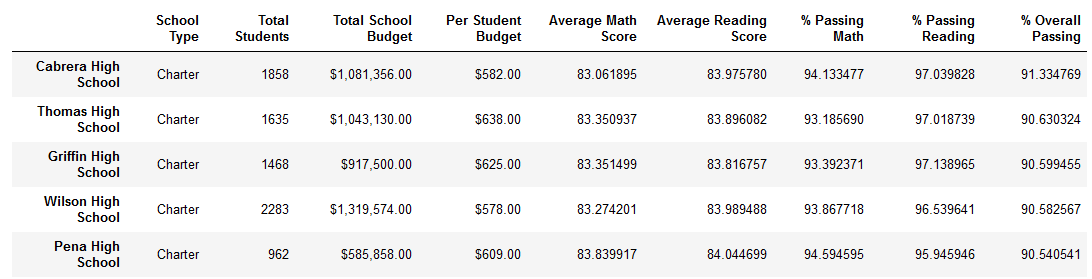 School Type Total Students Total School Budget Per Student Budget Average Math Score Average Reading Score % Passing Math % Passing Reading % Overall Passing
Cabrera High School Charter 1858 $1,081,356.00 $582.00 83.061895 83.975780 94.133477 97.039828 91.334769
Thomas High School Charter 1635 $1,043,130.00 $638.00 83.350937 83.896082 93.185690 97.018739 90.630324
Griffin High School Charter 1468 $917,500.00 $625.00 83.351499 83.816757 93.392371 97.138965 90.599455
Wilson High School Charter 2283 $1,319,574.00 $578.00 83.274201 83.989488 93.867718 96.539641 90.582567
Pena High School Charter 962 $585,858.00 $609.00 83.839917 84.044699 94.594595 95.945946 90.540541